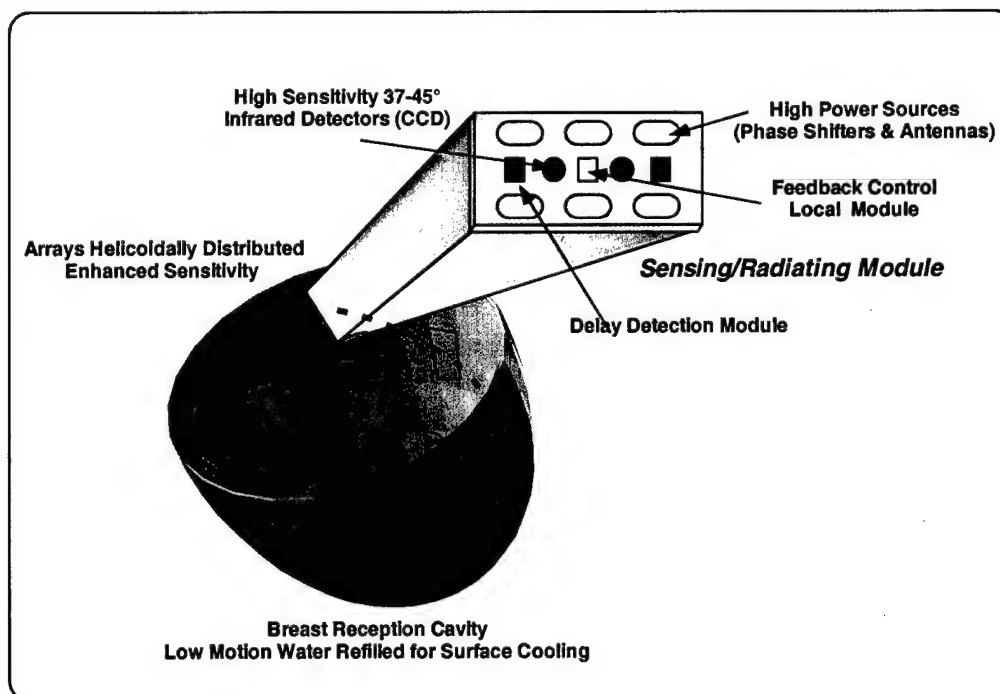 High Sensitivity 37-45°
Infrared Detectors (CCD)
High Power Sources
(Phase Shifters & Antennas)
Feedback Control
Local Module
Arrays Helicoidally Distributed
Enhanced Sensitivity
Sensing/Radiating Module
Delay Detection Module
Breast Reception Cavity
Low Motion Water Refilled for Surface Cooling